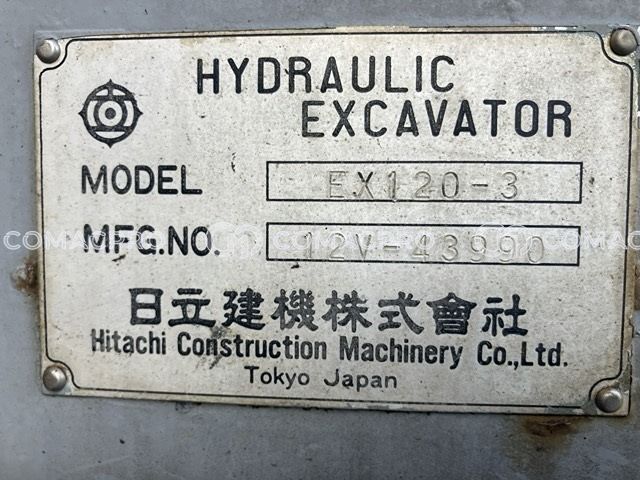 HYDRAULIC
EXCAVATOR
MODEL EX120-3
MFG.NO. 12V-43990
日立建機株式會社
Hitachi Construction Machinery Co.,Ltd.
Tokyo Japan